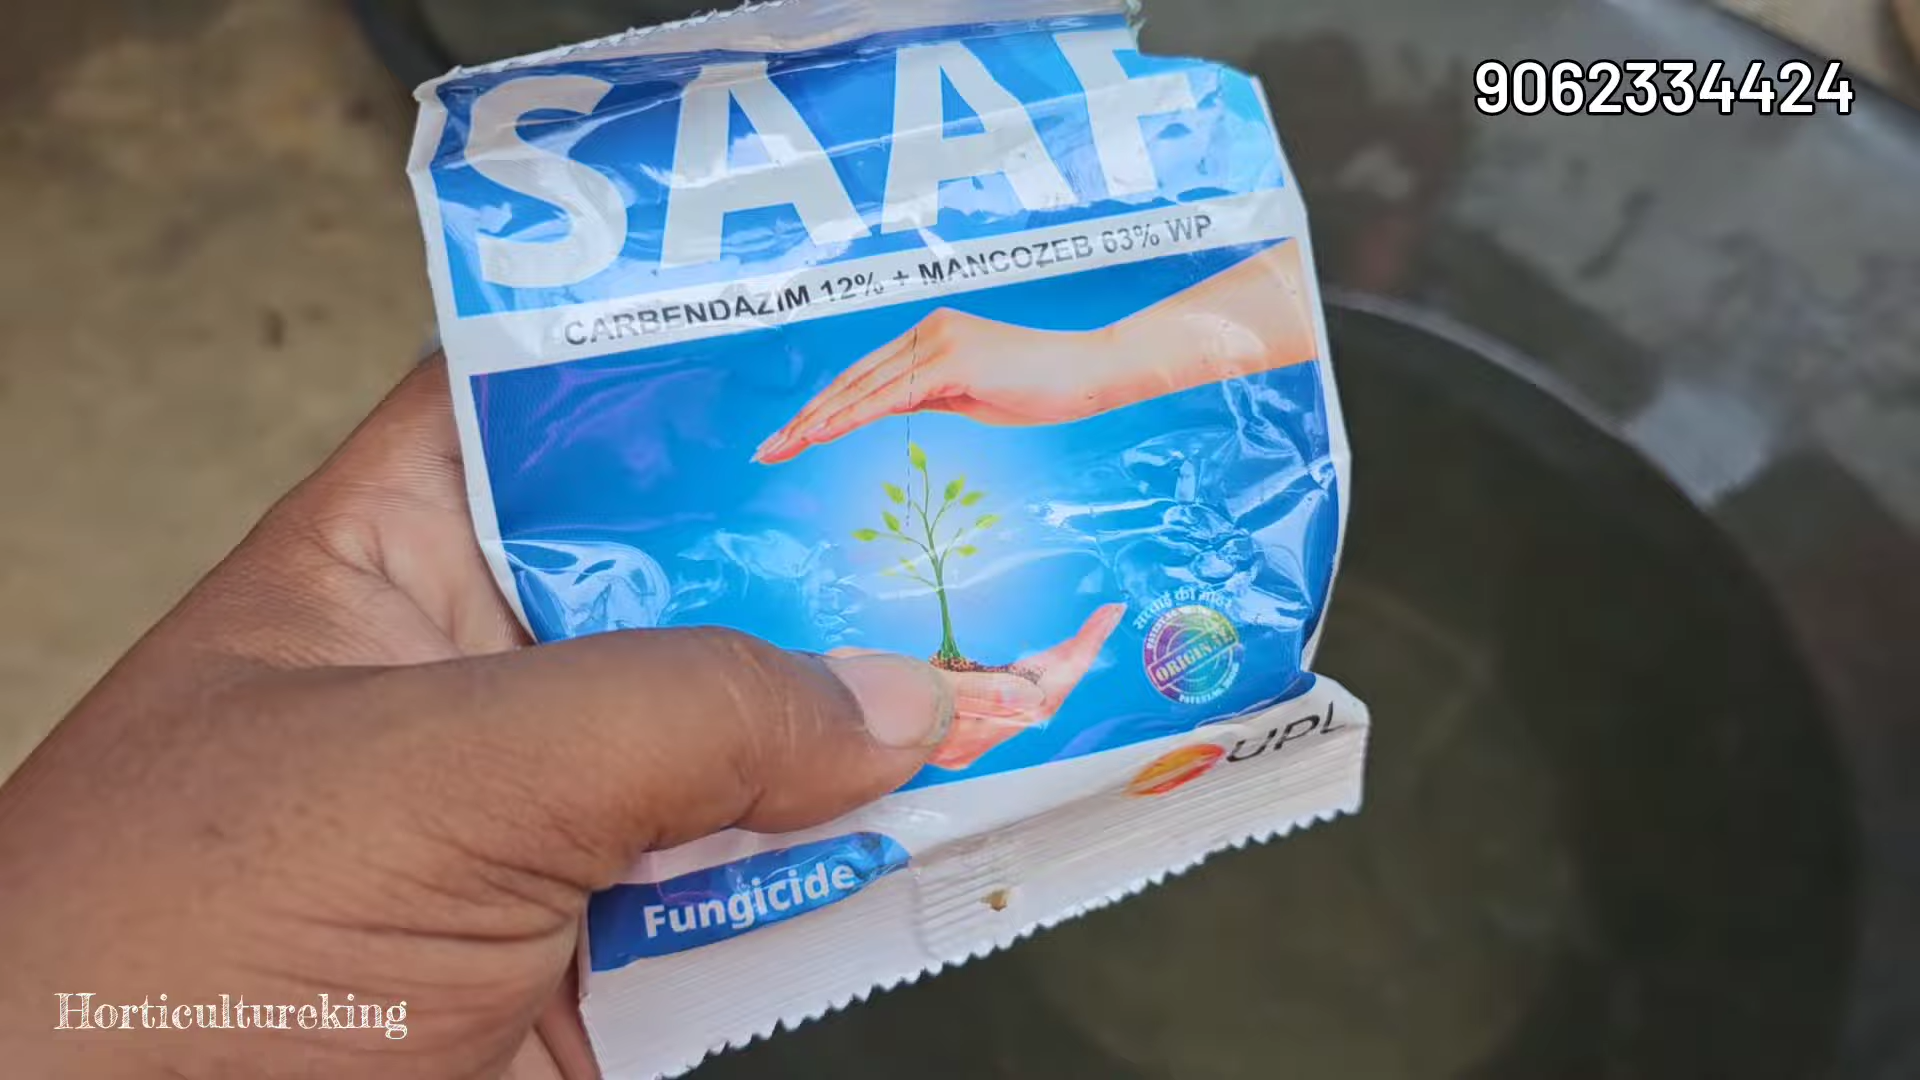 9062334424
SAAF
CARBENDAZIM 12% + MANCOZEB 63% WP
ORIGINAL
UPL
Fungicide
Horticultureking